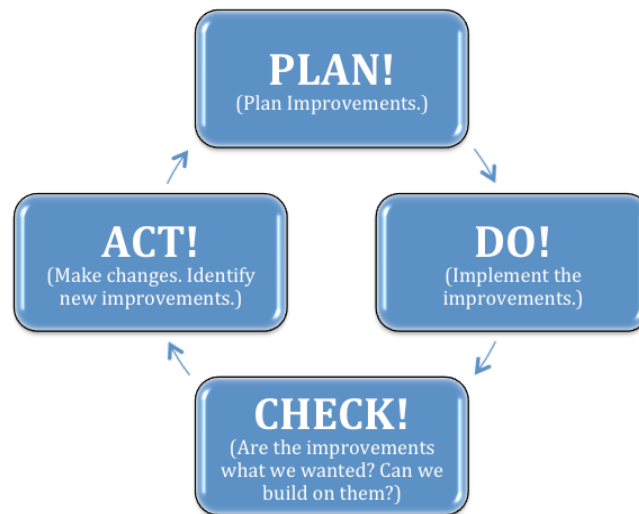 PLAN!
(Plan Improvements.)
ACT!
(Make changes. Identify
new improvements.)
DO!
(Implement the
improvements.)
CHECK!
(Are the improvements
what we wanted? Can we
build on them?)